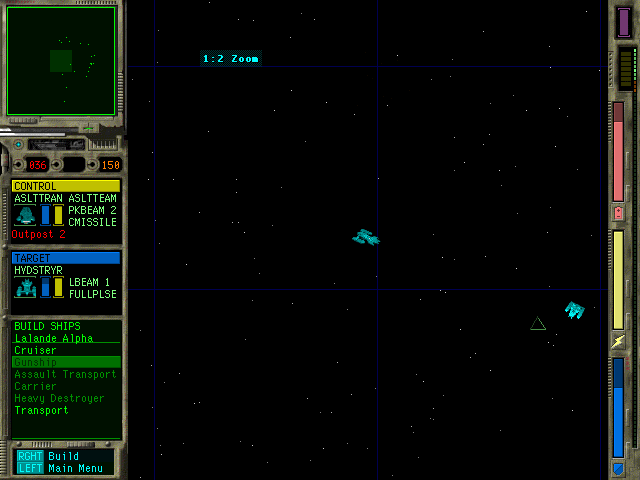 1:2 Zoom
036 150
CONTROL
ASLTTRAN ASLTTEAM
PKBEAM 2
CMISSILE
Outpost 2
TARGET
HVDSTRYR
LBEAM 1
FULLPLSE
BUILD SHIPS
Lalande Alpha
Cruiser
Gunship
Assault Transport
Carrier
Heavy Destroyer
Transport
RGHT Build
LEFT Main Menu